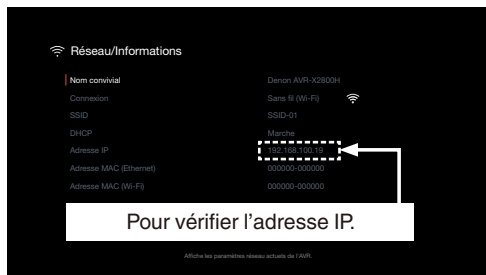 Réseau/Informations
Nom convivial Denon AVR-X2800H
Connexion Sans fil (Wi-Fi)
SSID SSID-01
DHCP Marche
Adresse IP 192.168.100.19
Adresse MAC (Ethernet) 000000-000000
Adresse MAC (Wi-Fi) 000000-000000
Pour vérifier l’adresse IP.
Affiche les paramètres réseau actuels de l'AVR.